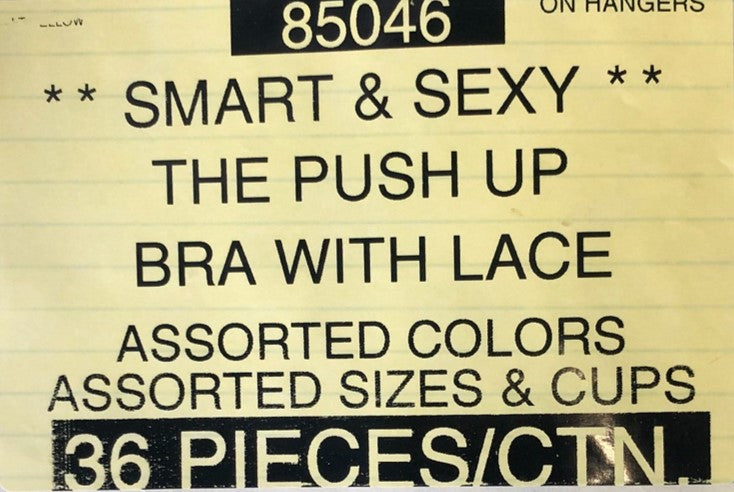 ON HANGERS
85046
** SMART & SEXY **
THE PUSH UP
BRA WITH LACE
ASSORTED COLORS
ASSORTED SIZES & CUPS
36 PIECES/CTN.